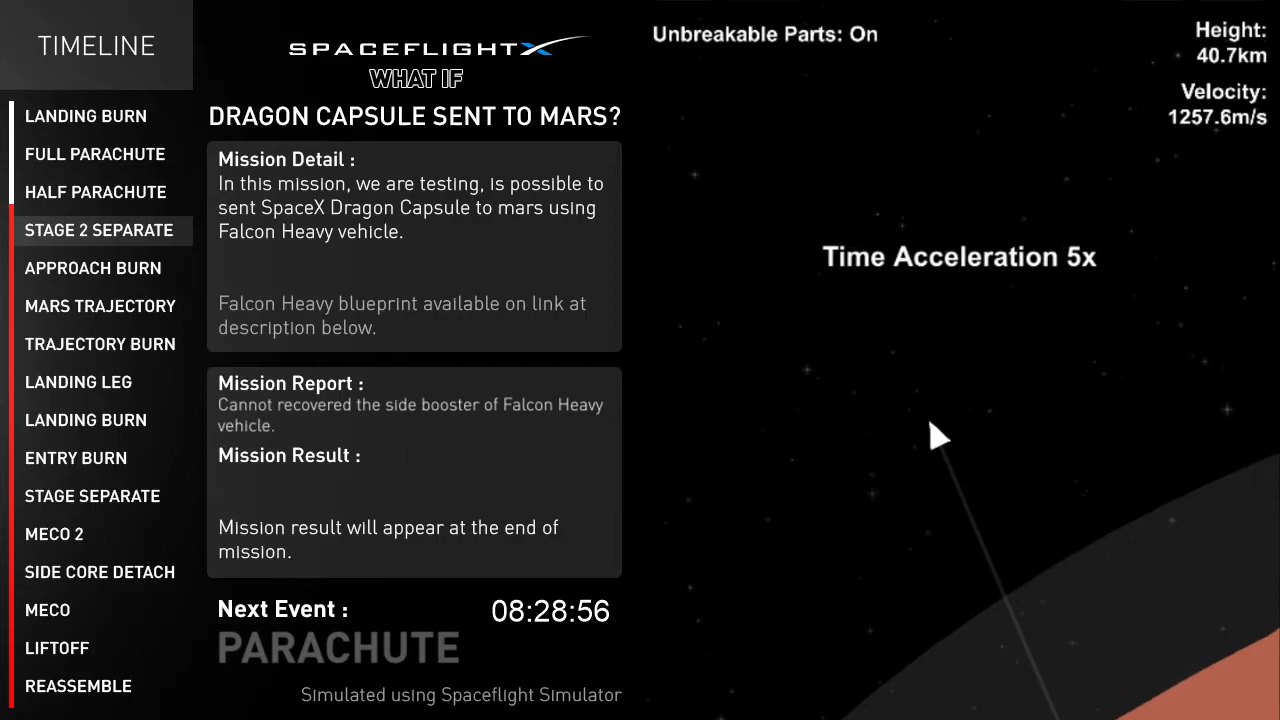 TIMELINE
LANDING BURN
FULL PARACHUTE
HALF PARACHUTE
STAGE 2 SEPARATE
APPROACH BURN
MARS TRAJECTORY
TRAJECTORY BURN
LANDING LEG
LANDING BURN
ENTRY BURN
STAGE SEPARATE
MECO 2
SIDE CORE DETACH
MECO
LIFTOFF
REASSEMBLE
SPACEFLIGHTX
WHAT IF
DRAGON CAPSULE SENT TO MARS?
Mission Detail :
In this mission, we are testing, is possible to
sent SpaceX Dragon Capsule to mars using
Falcon Heavy vehicle.
Falcon Heavy blueprint available on link at
description below.
Mission Report :
Cannot recovered the side booster of Falcon Heavy
vehicle.
Mission Result :
Mission result will appear at the end of
mission.
Next Event :
08:28:56
PARACHUTE
Simulated using Spaceflight Simulator
Unbreakable Parts: On
Height:
40.7km
Velocity:
1257.6m/s
Time Acceleration 5x